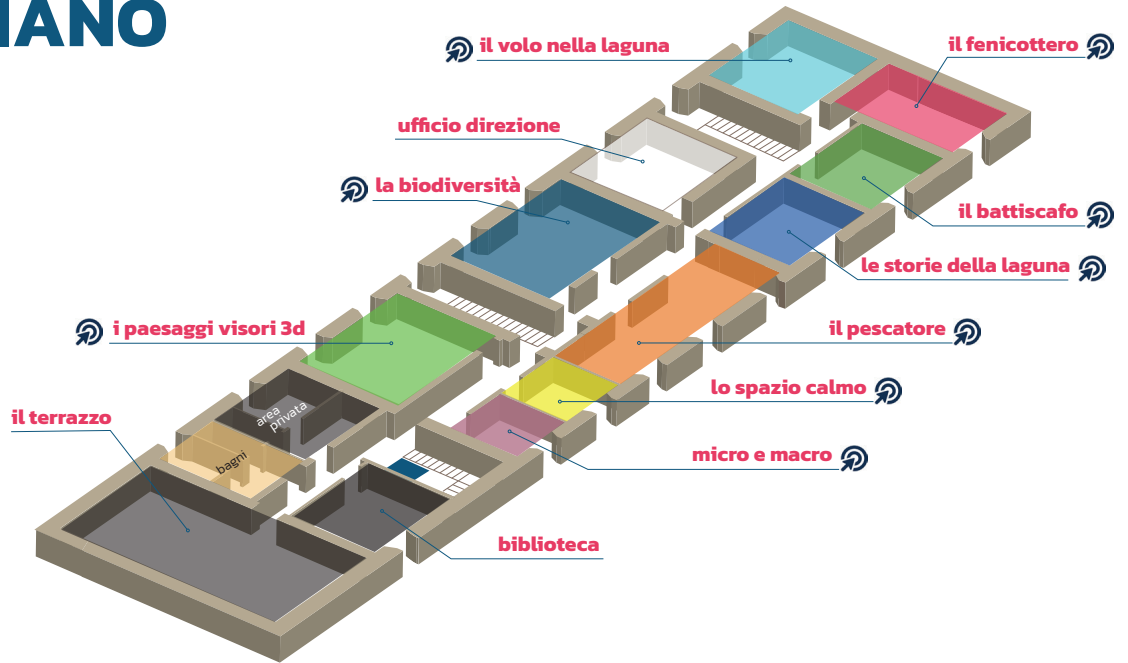 IANO
il volo nella laguna
il fenicottero
ufficio direzione
la biodiversità
il battiscafo
le storie della laguna
i paesaggi visori 3d
il pescatore
lo spazio calmo
il terrazzo
area
privata
bagni
micro e macro
biblioteca